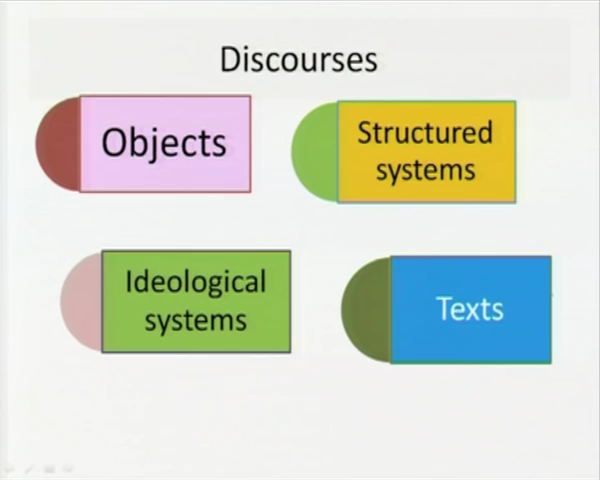 Discourses
Objects
Structured
systems
Ideological
systems
Texts